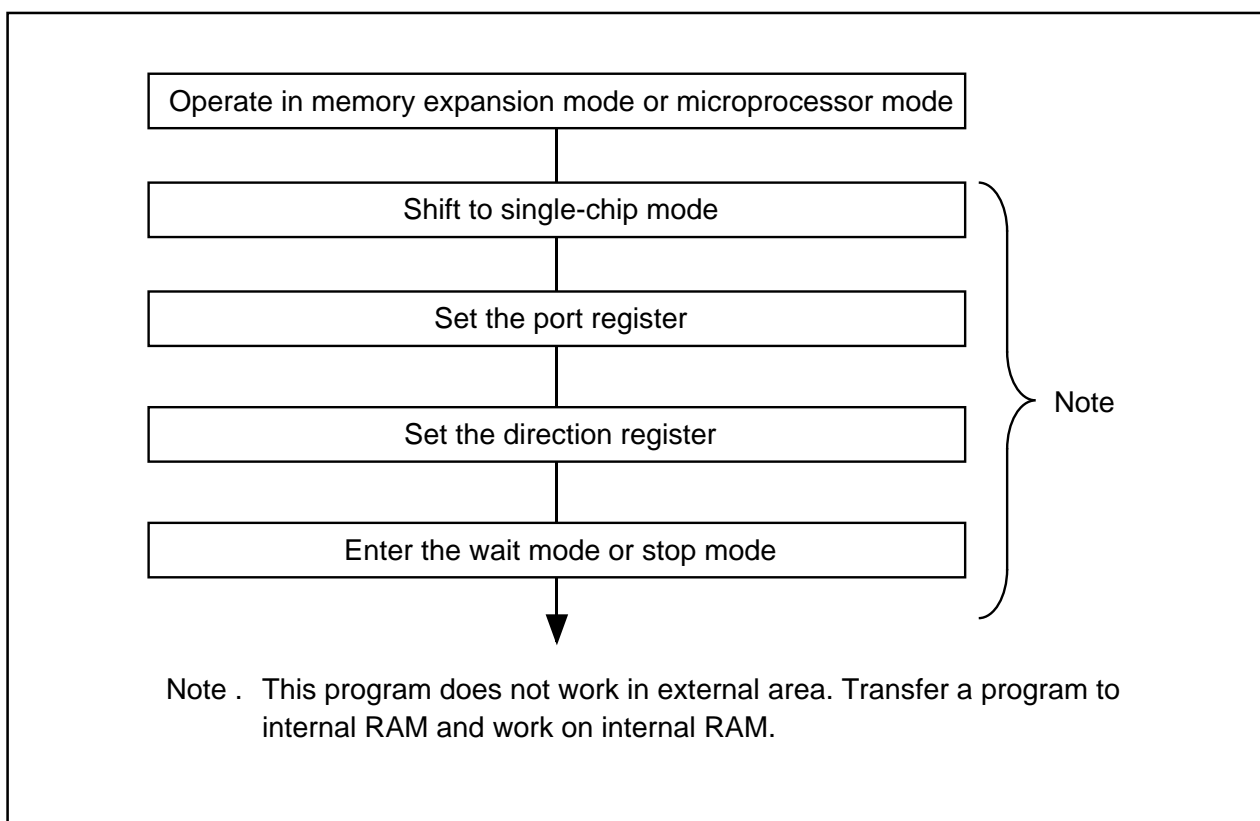 Operate in memory expansion mode or microprocessor mode
Shift to single-chip mode
Set the port register
Set the direction register
Enter the wait mode or stop mode
Note
Note . This program does not work in external area. Transfer a program to
internal RAM and work on internal RAM.